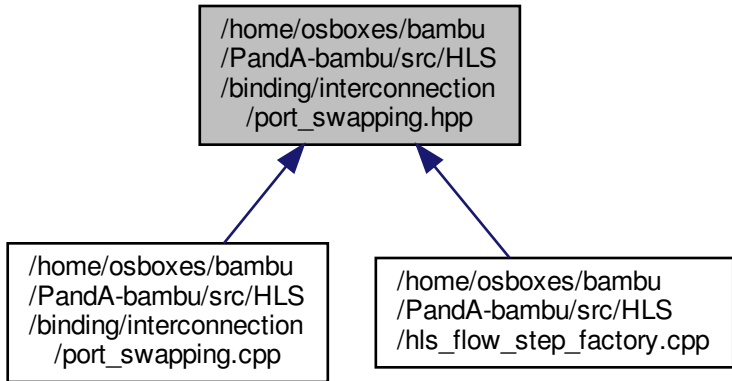 /home/osboxes/bambu
/PandA-bambu/src/HLS
/binding/interconnection
/port_swapping.hpp
/home/osboxes/bambu
/PandA-bambu/src/HLS
/binding/interconnection
/port_swapping.cpp
/home/osboxes/bambu
/PandA-bambu/src/HLS
/hls_flow_step_factory.cpp